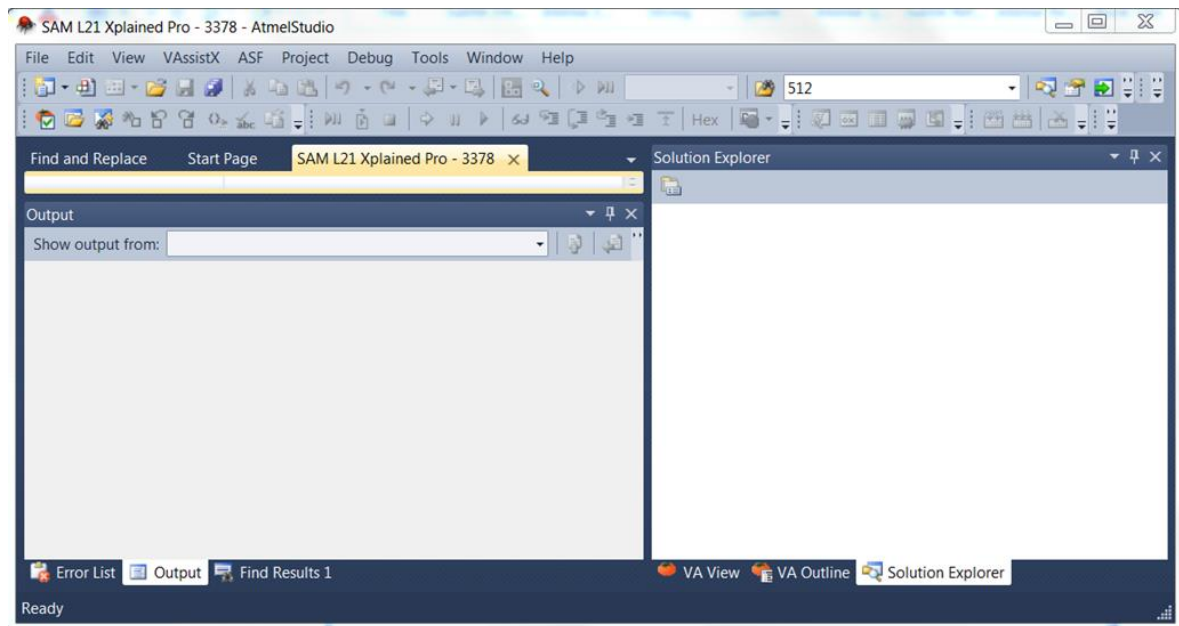 SAM L21 Xplained Pro - 3378 - AtmelStudio
File Edit View VAssistX ASF Project Debug Tools Window Help
512
Hex
Find and Replace Start Page SAM L21 Xplained Pro - 3378
Solution Explorer
Output
Show output from:
Error List Output Find Results 1
VA View VA Outline Solution Explorer
Ready